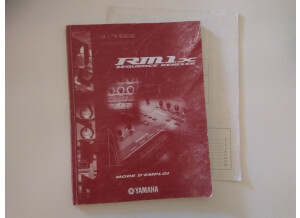 RM1x
SEQUENCE REMIXER
MODE D'EMPLOI
YAMAHA